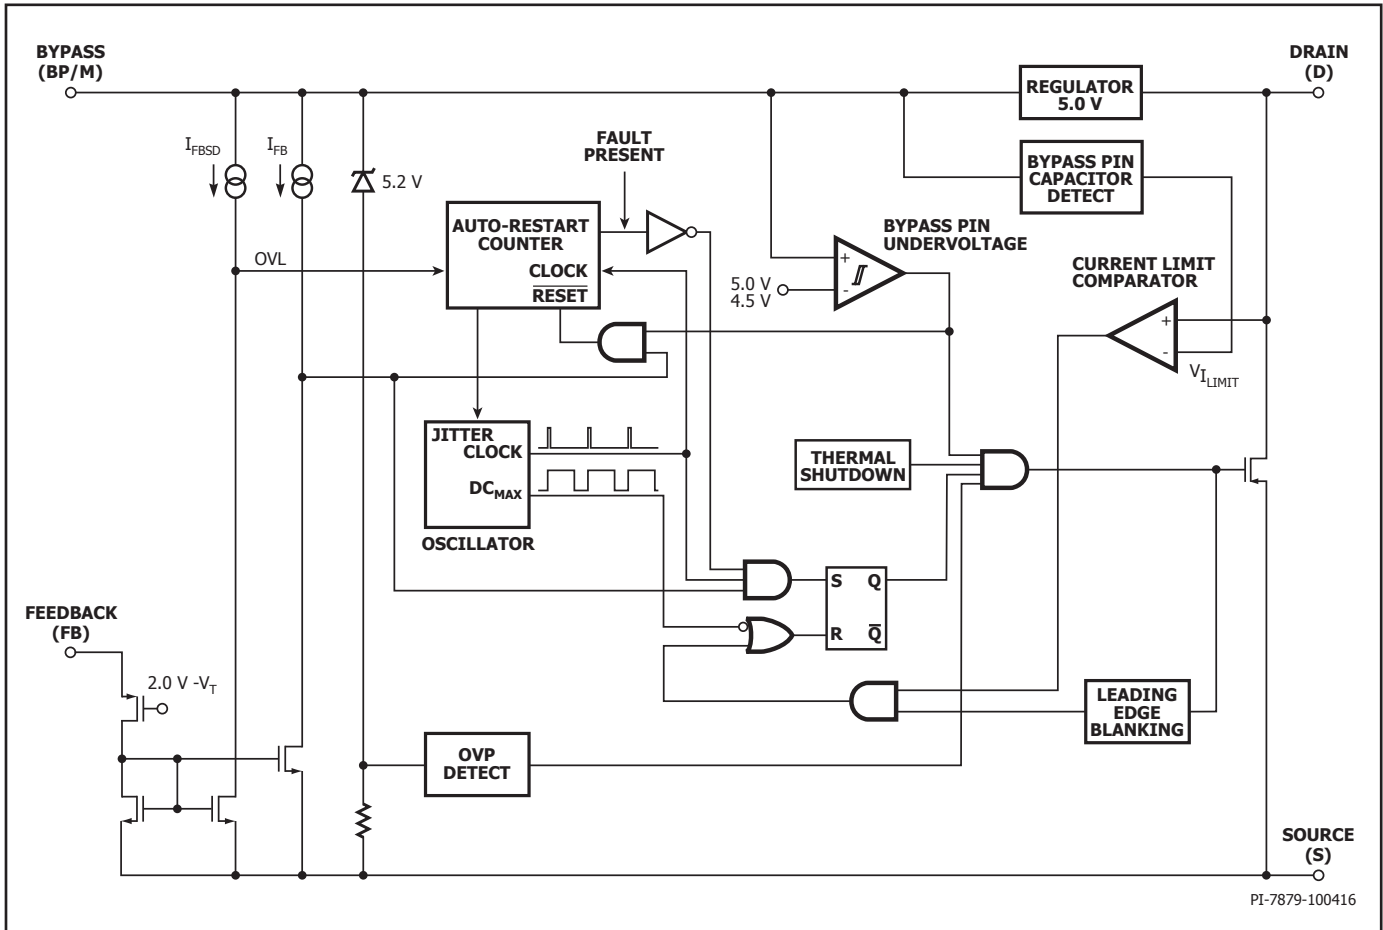 BYPASS
(BP/M)
DRAIN
(D)
REGULATOR
5.0 V
I_FBSD
I_FB
FAULT
PRESENT
BYPASS PIN
CAPACITOR
DETECT
5.2 V
AUTO-RESTART
COUNTER
CLOCK
RESET
BYPASS PIN
UNDERVOLTAGE
+
-
5.0 V
4.5 V
OVL
CURRENT LIMIT
COMPARATOR
+
-
V_I_LIMIT
JITTER
CLOCK
DC_MAX
OSCILLATOR
THERMAL
SHUTDOWN
S Q
R Q̅
FEEDBACK
(FB)
2.0 V -V_T
LEADING
EDGE
BLANKING
OVP
DETECT
SOURCE
(S)
PI-7879-100416